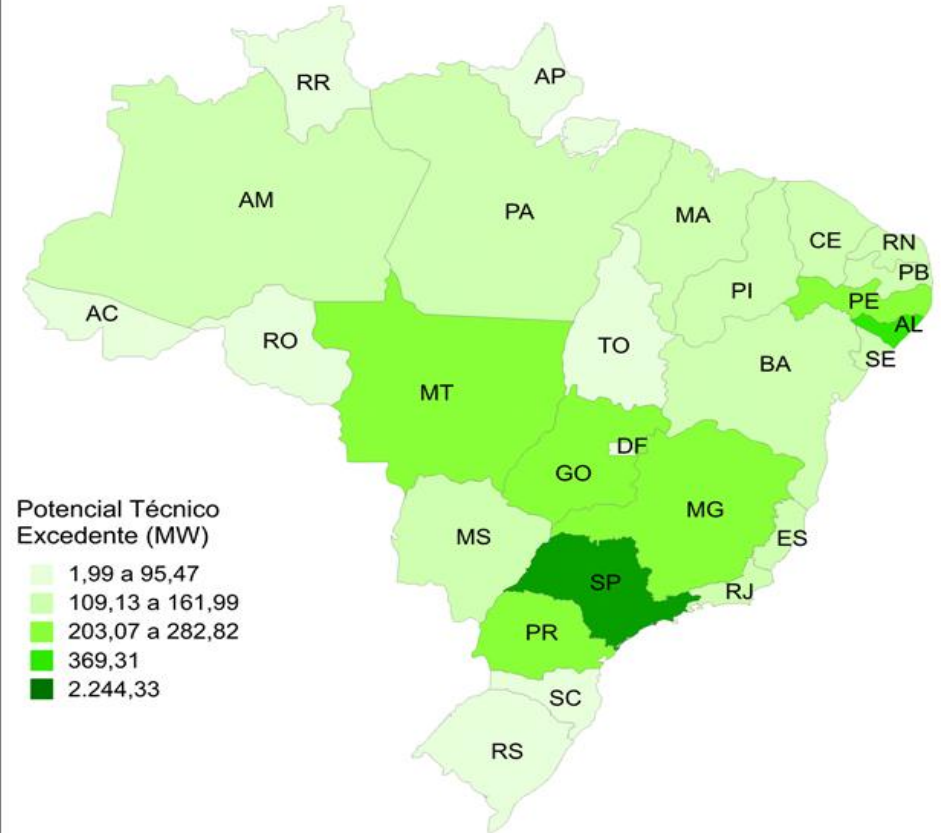 RR
AP
AM
PA
MA
CE
RN
PB
PI
PE
AL
SE
AC
RO
TO
BA
MT
DF
GO
MG
MS
ES
SP
RJ
PR
SC
RS
Potencial Técnico
Excedente (MW)
1,99 a 95,47
109,13 a 161,99
203,07 a 282,82
369,31
2.244,33